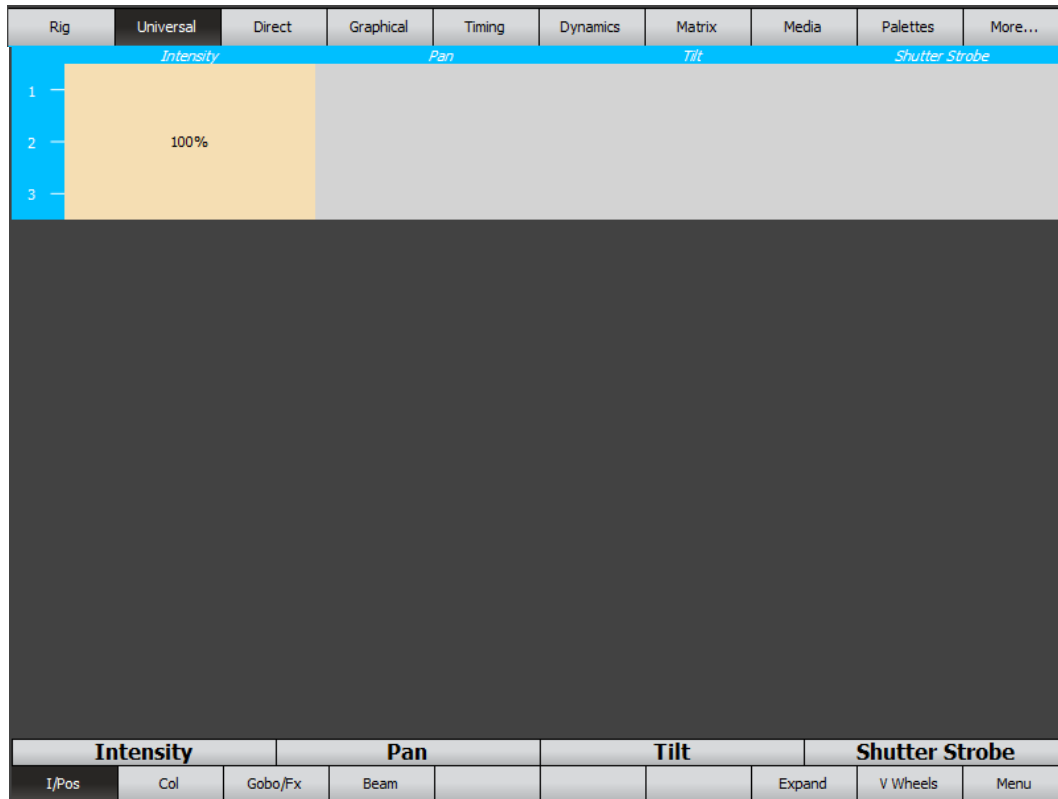 Rig Universal Direct Graphical Timing Dynamics Matrix Media Palettes More...
Intensity Pan Tilt Shutter Strobe
1
2 100%
3
Intensity Pan Tilt Shutter Strobe
I/Pos Col Gobo/Fx Beam Expand V Wheels Menu